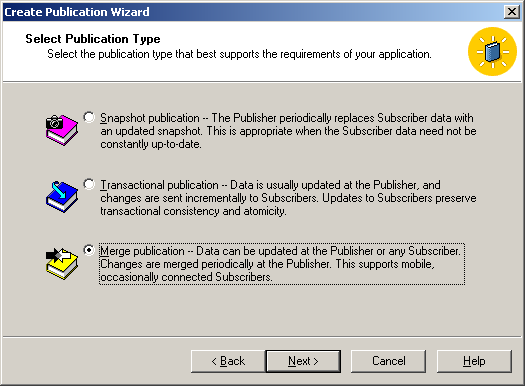 Create Publication Wizard
Select Publication Type
Select the publication type that best supports the requirements of your application.
Snapshot publication -- The Publisher periodically replaces Subscriber data with
an updated snapshot. This is appropriate when the Subscriber data need not be
constantly up-to-date.
Transactional publication -- Data is usually updated at the Publisher, and
changes are sent incrementally to Subscribers. Updates to Subscribers preserve
transactional consistency and atomicity.
Merge publication -- Data can be updated at the Publisher or any Subscriber.
Changes are merged periodically at the Publisher. This supports mobile,
occasionally connected Subscribers.
< Back Next > Cancel Help